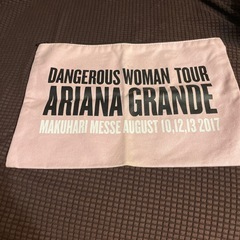 DANGEROUS WOMAN TOUR
ARIANA GRANDE
MAKUHARI MESSE AUGUST 10,12,13 2017